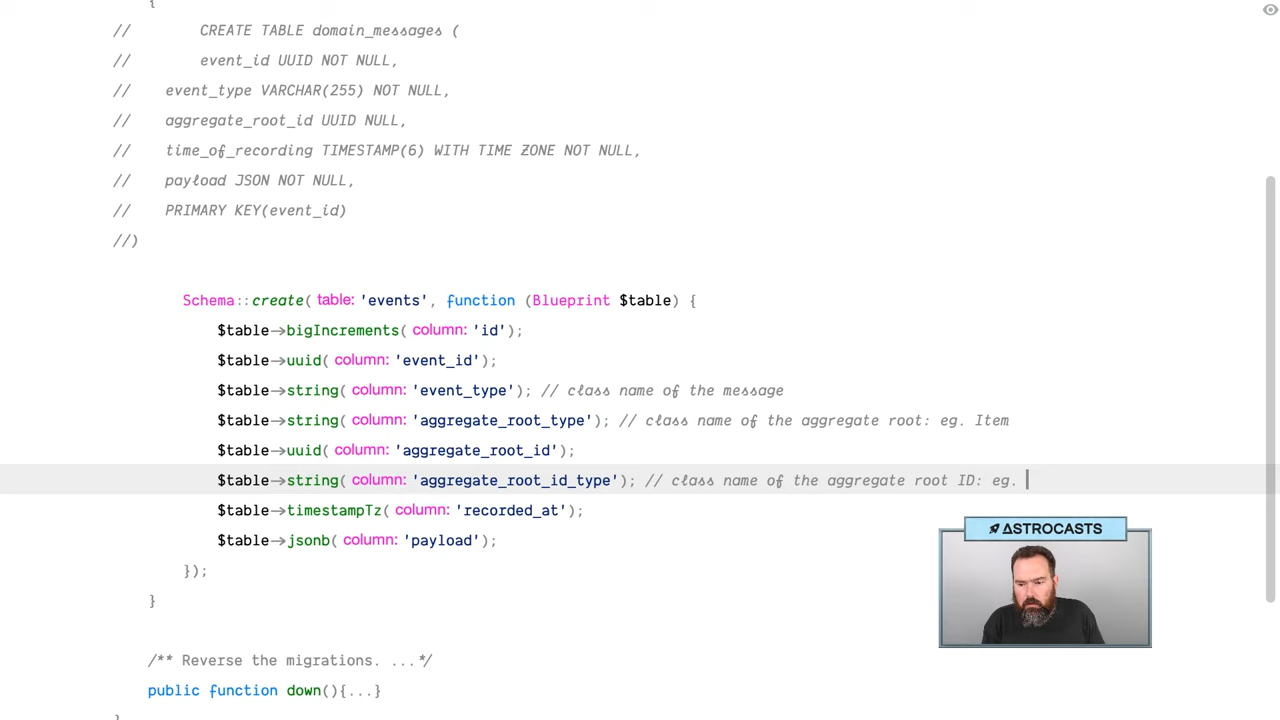 {
// CREATE TABLE domain_messages (
// event_id UUID NOT NULL,
// event_type VARCHAR(255) NOT NULL,
// aggregate_root_id UUID NULL,
// time_of_recording TIMESTAMP(6) WITH TIME ZONE NOT NULL,
// payload JSON NOT NULL,
// PRIMARY KEY(event_id)
//)
Schema::create( table: 'events', function (Blueprint $table) {
$table->bigIncrements( column: 'id');
$table->uuid( column: 'event_id');
$table->string( column: 'event_type'); // class name of the message
$table->string( column: 'aggregate_root_type'); // class name of the aggregate root: eg. Item
$table->uuid( column: 'aggregate_root_id');
$table->string( column: 'aggregate_root_id_type'); // class name of the aggregate root ID: eg.
$table->timestampTz( column: 'recorded_at');
$table->jsonb( column: 'payload');
});
}
/** Reverse the migrations. ...*/
public function down(){...}
}
ASTROCASTS